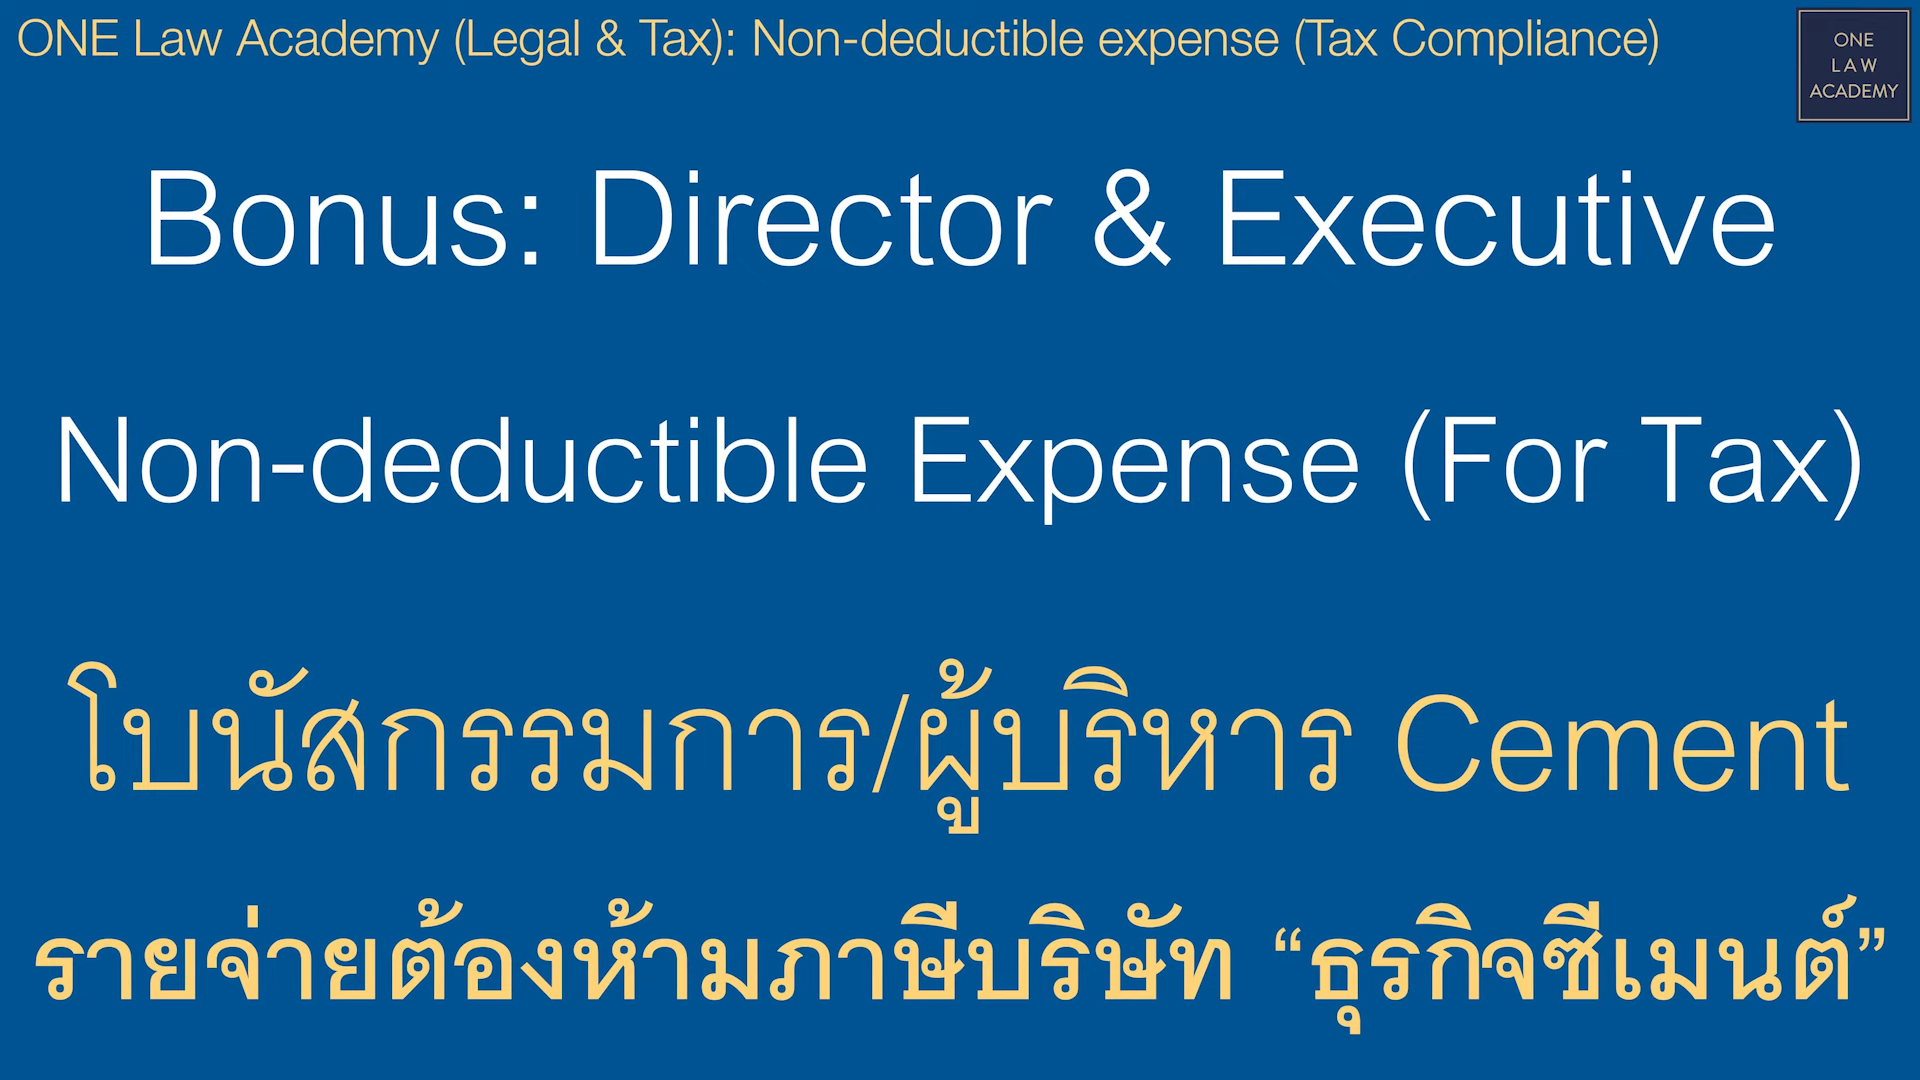 ONE Law Academy (Legal & Tax): Non-deductible expense (Tax Compliance)
ONE
LAW
ACADEMY
Bonus: Director & Executive
Non-deductible Expense (For Tax)
โบนัสกรรมการ/ผู้บริหาร Cement
รายจ่ายต้องห้ามภาษีบริษัท “ธุรกิจซีเมนต์”